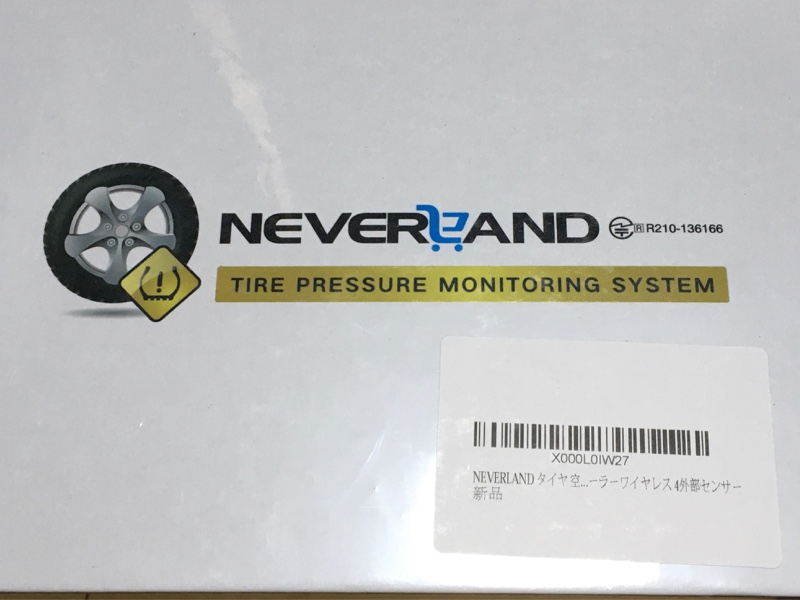 NEVERLAND R R210-136166
TIRE PRESSURE MONITORING SYSTEM
X000L0IW27
NEVERLAND タイヤ空...ーラーワイヤレス 4外部センサー
新品